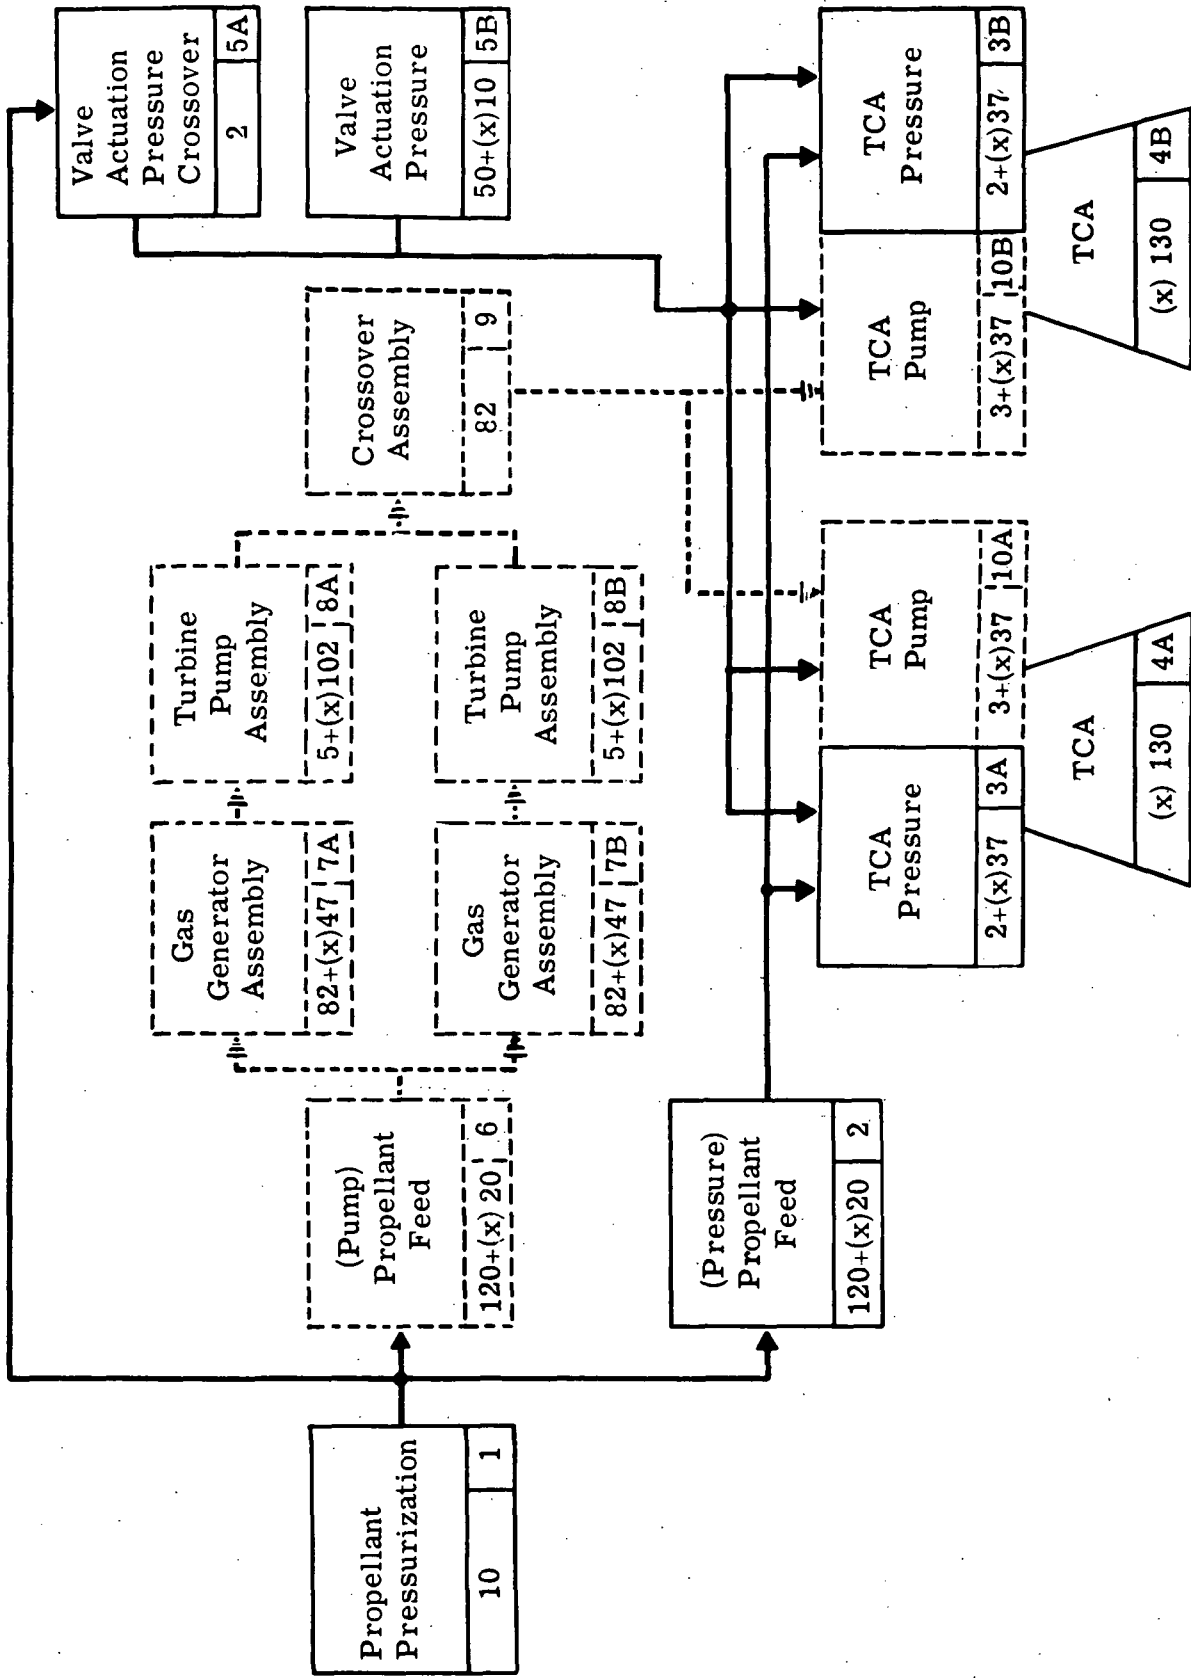 Propellant
Pressurization
10 1
(Pump)
Propellant
Feed
120+(x) 20 6
(Pressure)
Propellant
Feed
120+(x)20 2
Gas
Generator
Assembly
82+(x)47 7A
Gas
Generator
Assembly
82+(x)47 7B
Turbine
Pump
Assembly
5+(x)102 8A
Turbine
Pump
Assembly
5+(x)102 8B
Crossover
Assembly
82 9
Valve
Actuation
Pressure
Crossover
2 5A
Valve
Actuation
Pressure
50+(x)10 5B
TCA
Pressure
2+(x)37 3A
TCA
Pump
3+(x)37 10A
TCA
(x) 130 4A
TCA
Pump
3+(x)37 10B
TCA
Pressure
2+(x)37 3B
TCA
(x) 130 4B